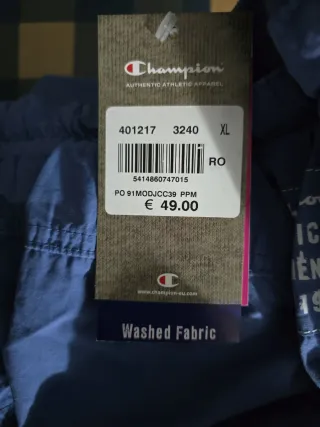 Champion
AUTHENTIC ATHLETIC APPAREL
401217 3240 XL
RO
5414860747015
PO 91MODJCC39 PPM
€ 49.00
www.champion-eu.com
Washed Fabric